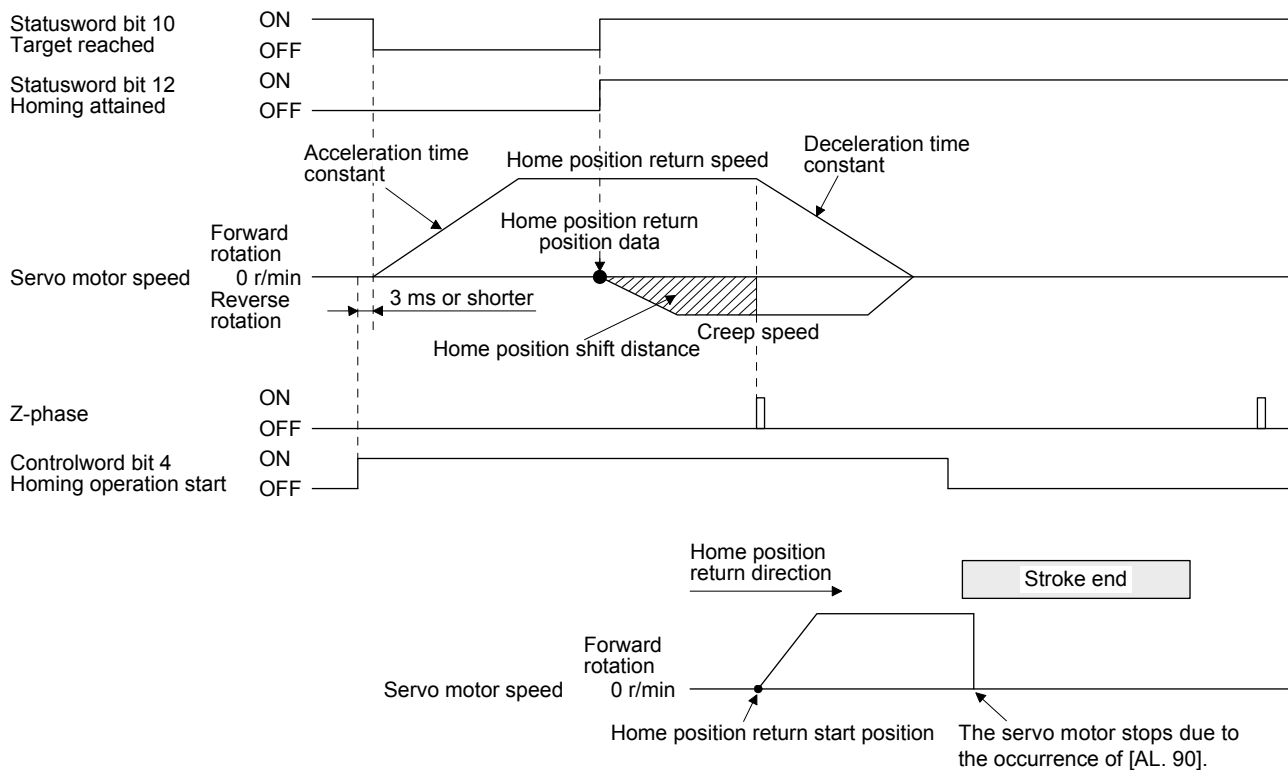 Statusword bit 10
Target reached
ON
OFF
Statusword bit 12
Homing attained
ON
OFF
Acceleration time
constant
Home position return speed
Deceleration time
constant
Home position return
position data
Forward
rotation
Servo motor speed
0 r/min
Reverse
rotation
3 ms or shorter
Creep speed
Home position shift distance
Z-phase
ON
OFF
Controlword bit 4
Homing operation start
ON
OFF
Home position
return direction
Stroke end
Forward
rotation
Servo motor speed
0 r/min
Home position return start position
The servo motor stops due to
the occurrence of [AL. 90].